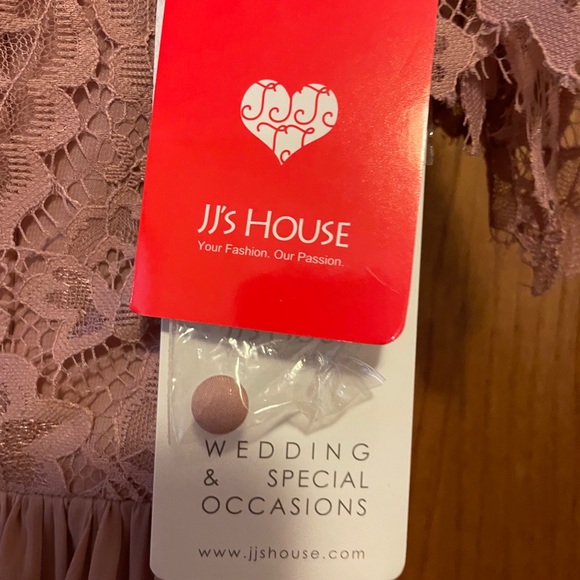 JJ's HOUSE
Your Fashion. Our Passion.
WEDDING
& SPECIAL
OCCASIONS
www.jjshouse.com